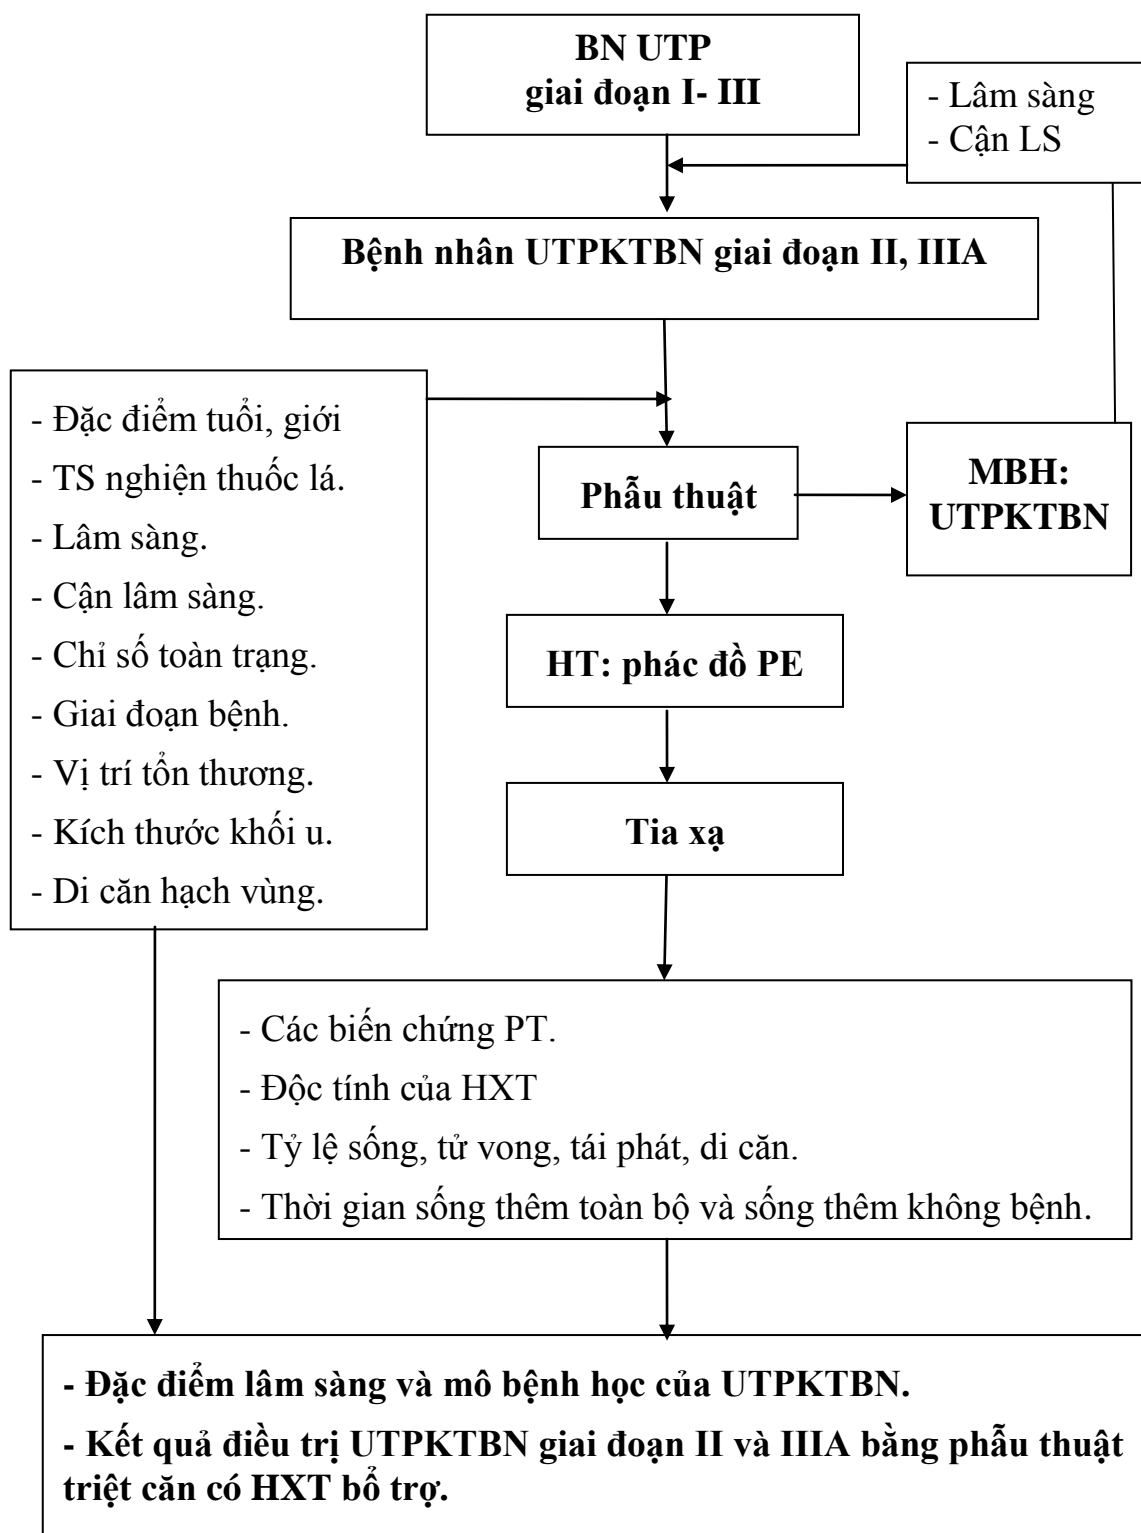 BN UTP
giai đoạn I- III
- Lâm sàng
- Cận LS
Bệnh nhân UTPKTBN giai đoạn II, IIIA
- Đặc điểm tuổi, giới
- TS nghiện thuốc lá.
- Lâm sàng.
- Cận lâm sàng.
- Chỉ số toàn trạng.
- Giai đoạn bệnh.
- Vị trí tổn thương.
- Kích thước khối u.
- Di căn hạch vùng.
Phẫu thuật
MBH:
UTPKTBN
HT: phác đồ PE
Tia xạ
- Các biến chứng PT.
- Độc tính của HXT
- Tỷ lệ sống, tử vong, tái phát, di căn.
- Thời gian sống thêm toàn bộ và sống thêm không bệnh.
- Đặc điểm lâm sàng và mô bệnh học của UTPKTBN.
- Kết quả điều trị UTPKTBN giai đoạn II và IIIA bằng phẫu thuật
triệt căn có HXT bổ trợ.